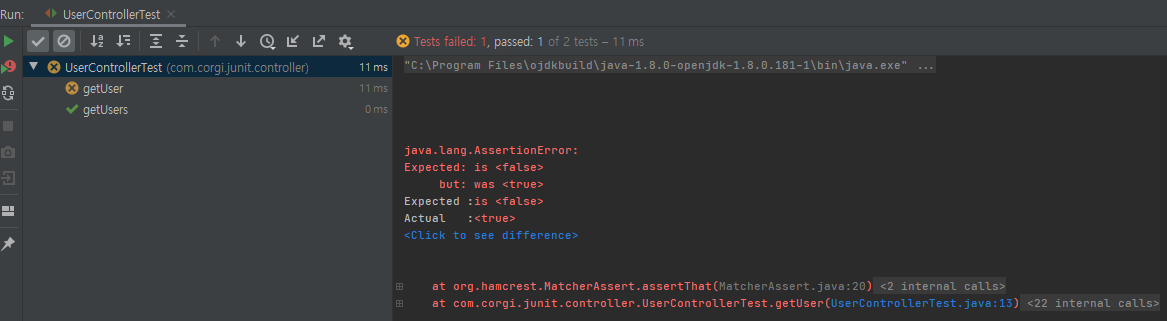 Run: UserControllerTest
Tests failed: 1, passed: 1 of 2 tests – 11 ms
UserControllerTest (com.corgi.junit.controller) 11 ms
getUser 11 ms
getUsers 0 ms
"C:\Program Files\ojdkbuild\java-1.8.0-openjdk-1.8.0.181-1\bin\java.exe" ...
java.lang.AssertionError:
Expected: is <false>
but: was <true>
Expected :is <false>
Actual :<true>
<Click to see difference>
at org.hamcrest.MatcherAssert.assertThat(MatcherAssert.java:20) <2 internal calls>
at com.corgi.junit.controller.UserControllerTest.getUser(UserControllerTest.java:13) <22 internal calls>